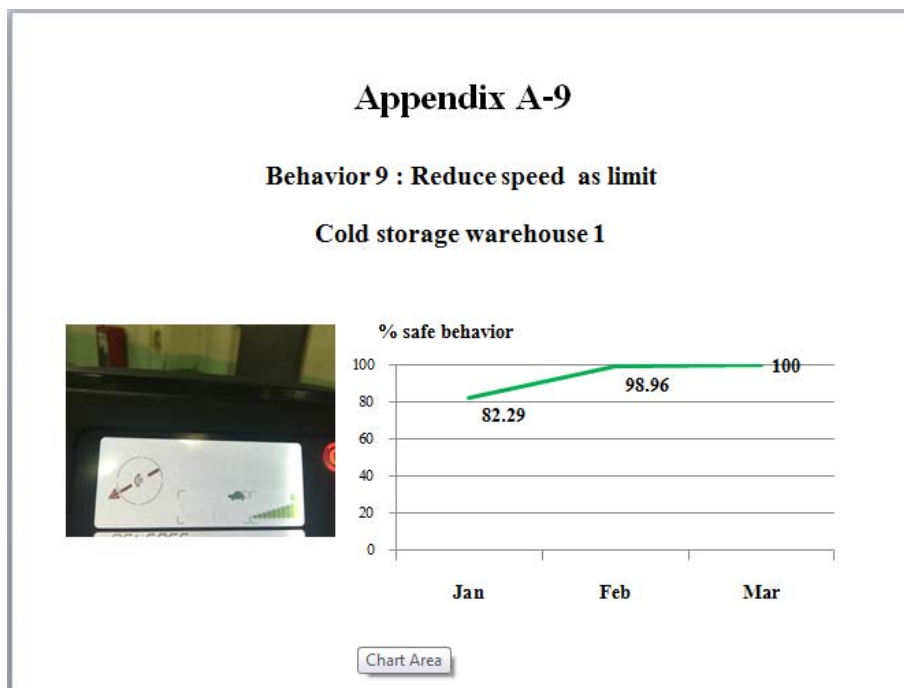 Appendix A-9
Behavior 9 : Reduce speed as limit
Cold storage warehouse 1
% safe behavior
100
80
60
40
20
0
82.29
98.96
100
Jan Feb Mar
Chart Area